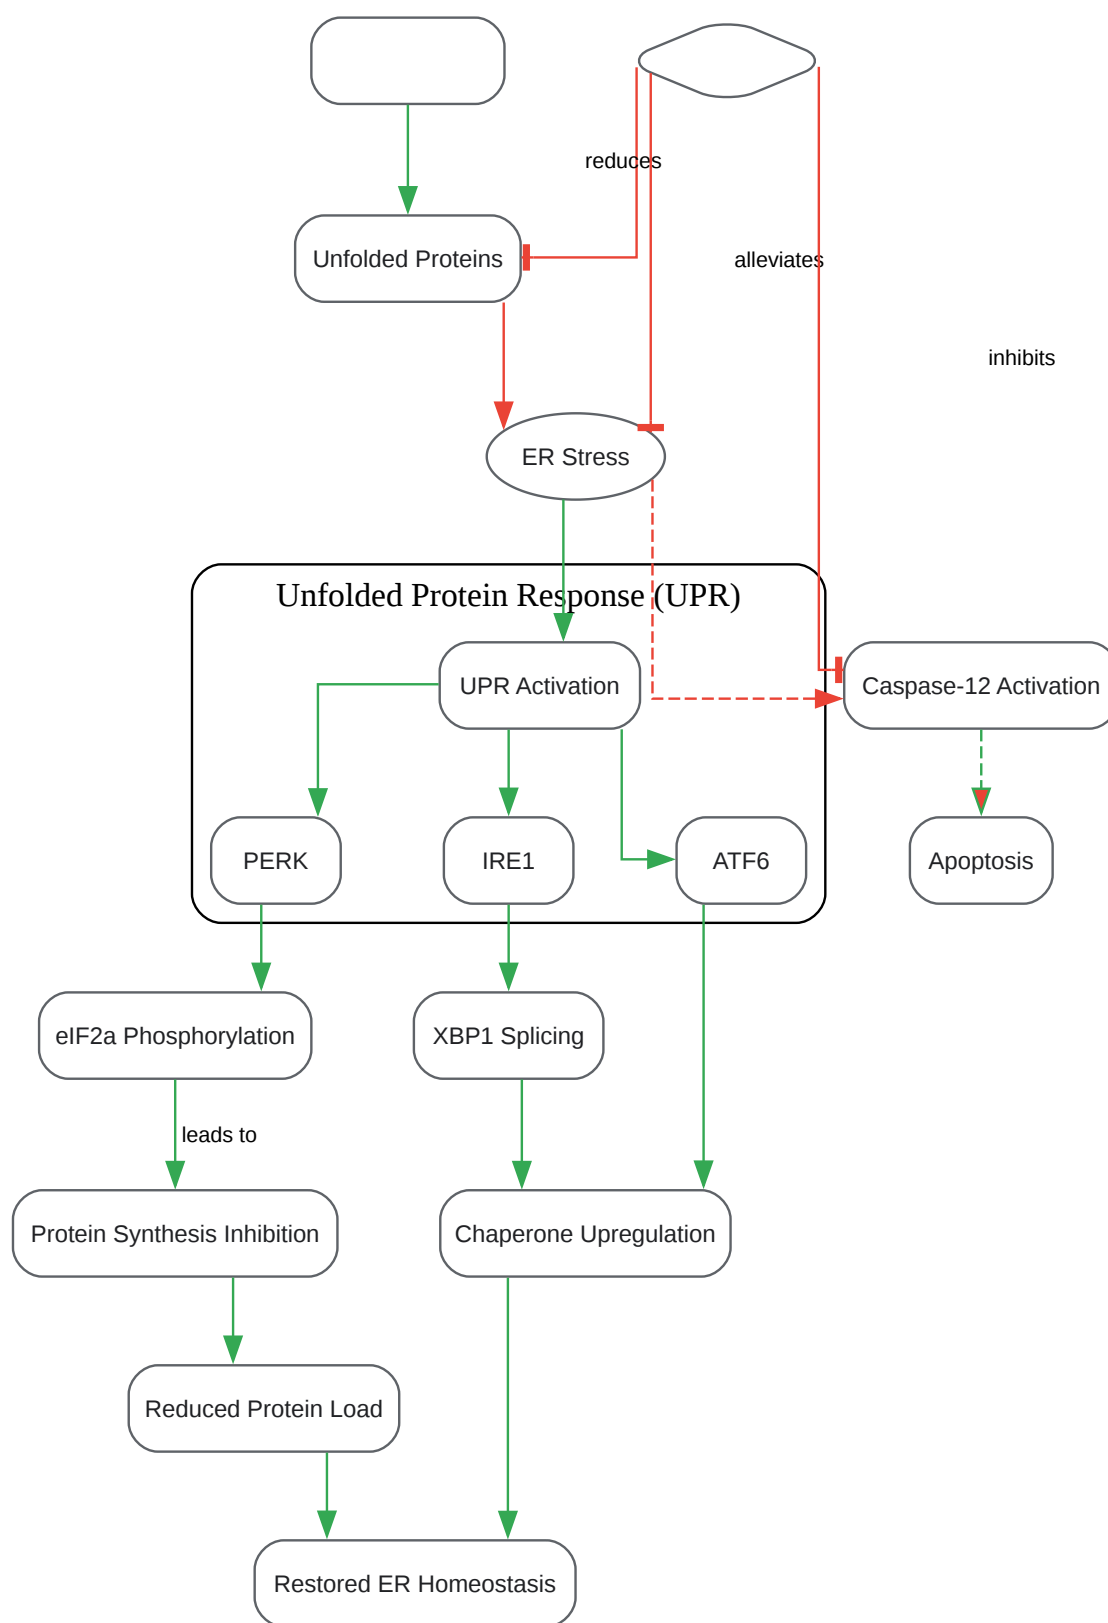 reduces
Unfolded Proteins
alleviates
inhibits
ER Stress
Unfolded Protein Response (UPR)
UPR Activation
Caspase-12 Activation
PERK
IRE1
ATF6
Apoptosis
eIF2a Phosphorylation
XBP1 Splicing
leads to
Protein Synthesis Inhibition
Chaperone Upregulation
Reduced Protein Load
Restored ER Homeostasis